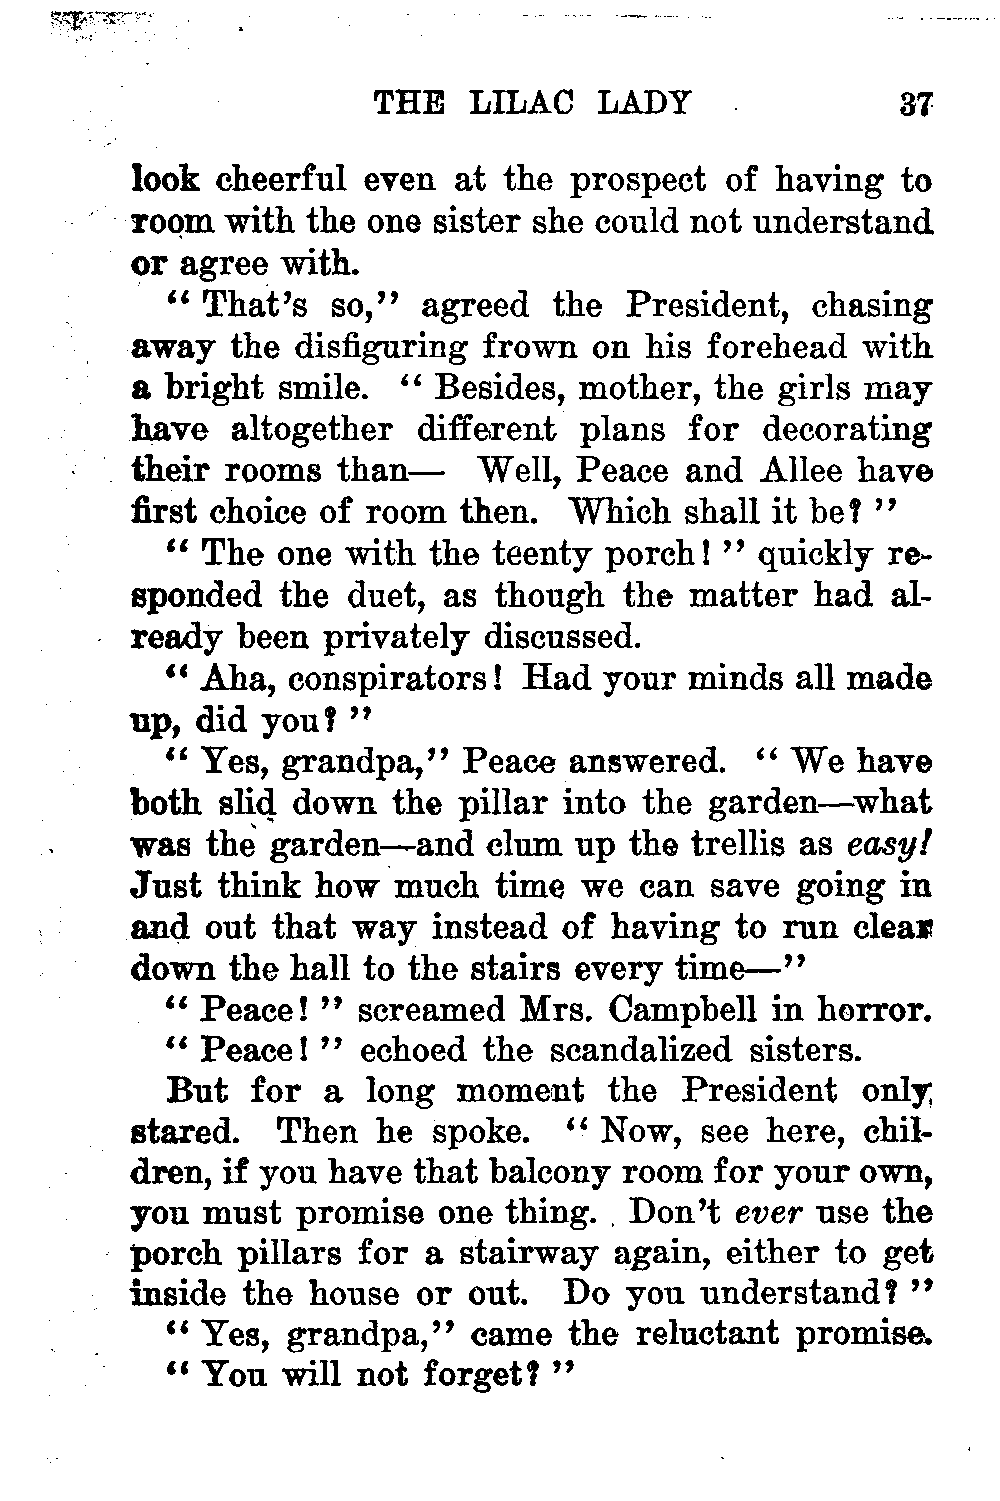 THE LILAC LADY 37
look cheerful even at the prospect of having to
room with the one sister she could not understand
or agree with.
" That's so," agreed the President, chasing
away the disfiguring frown on his forehead with
a bright smile. " Besides, mother, the girls may
have altogether different plans for decorating
their rooms than— Well, Peace and Allee have
first choice of room then. Which shall it be? "
" The one with the teenty porch! " quickly re-
sponded the duet, as though the matter had al-
ready been privately discussed.
" Aha, conspirators! Had your minds all made
up, did you? "
" Yes, grandpa," Peace answered. " We have
both slid down the pillar into the garden—what
was the garden—and clum up the trellis as easy!
Just think how much time we can save going in
and out that way instead of having to run clear
down the hall to the stairs every time—"
" Peace! " screamed Mrs. Campbell in horror.
" Peace! " echoed the scandalized sisters.
But for a long moment the President only
stared. Then he spoke. " Now, see here, chil-
dren, if you have that balcony room for your own,
you must promise one thing. Don't ever use the
porch pillars for a stairway again, either to get
inside the house or out. Do you understand? "
" Yes, grandpa," came the reluctant promise.
" You will not forget? "